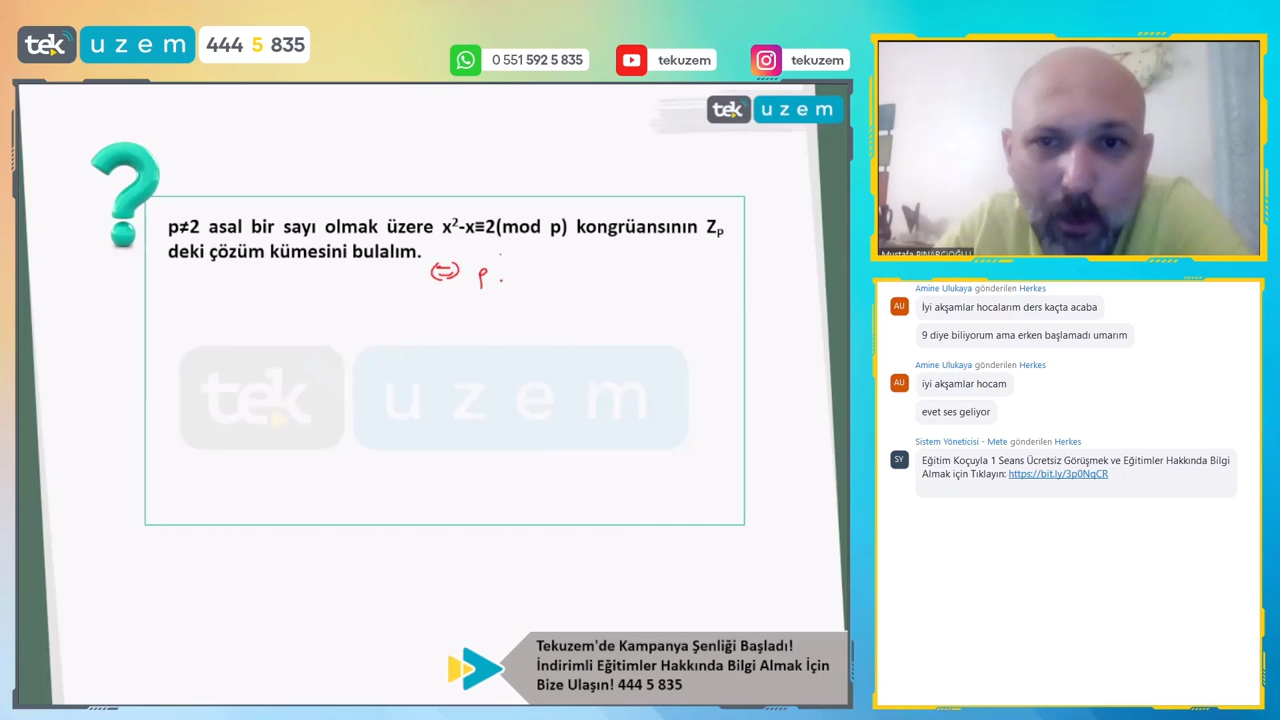 tek uzem 444 5 835
0 551 592 5 835
tekuzem
tekuzem
tek uzem
?
p≠2 asal bir sayı olmak üzere x²-x≡2(mod p) kongrüansının Zₚ
deki çözüm kümesini bulalım.
p
tek uzem
Tekuzem'de Kampanya Şenliği Başladı!
İndirimli Eğitimler Hakkında Bilgi Almak İçin
Bize Ulaşın! 444 5 835
Mustafa PINARCIOĞLU
Amine Ulukaya gönderilen Herkes
AU
İyi akşamlar hocalarım ders kaçta acaba
9 diye biliyorum ama erken başlamadı umarım
Amine Ulukaya gönderilen Herkes
AU
iyi akşamlar hocam
evet ses geliyor
Sistem Yöneticisi - Mete gönderilen Herkes
SY
Eğitim Koçuyla 1 Seans Ücretsiz Görüşmek ve Eğitimler Hakkında Bilgi
Almak için Tıklayın: https://bit.ly/3p0NqCR